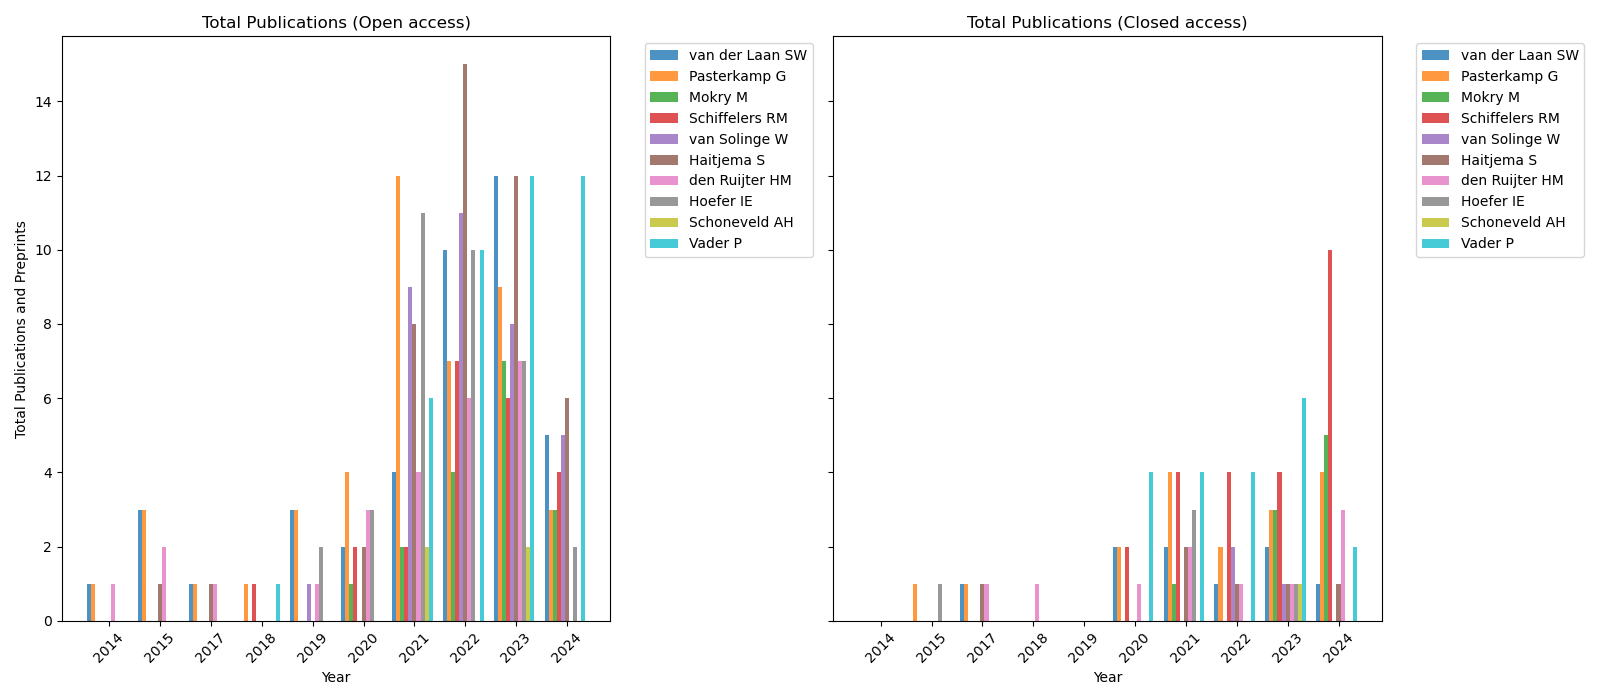 Total Publications (Open access)
Total Publications and Preprints
14
12
10
8
6
4
2
0
2014
2015
2017
2018
2019
2020
2021
2022
2023
2024
Year
van der Laan SW
Pasterkamp G
Mokry M
Schiffelers RM
van Solinge W
Haitjema S
den Ruijter HM
Hoefer IE
Schoneveld AH
Vader P
Total Publications (Closed access)
2014
2015
2017
2018
2019
2020
2021
2022
2023
2024
Year
van der Laan SW
Pasterkamp G
Mokry M
Schiffelers RM
van Solinge W
Haitjema S
den Ruijter HM
Hoefer IE
Schoneveld AH
Vader P